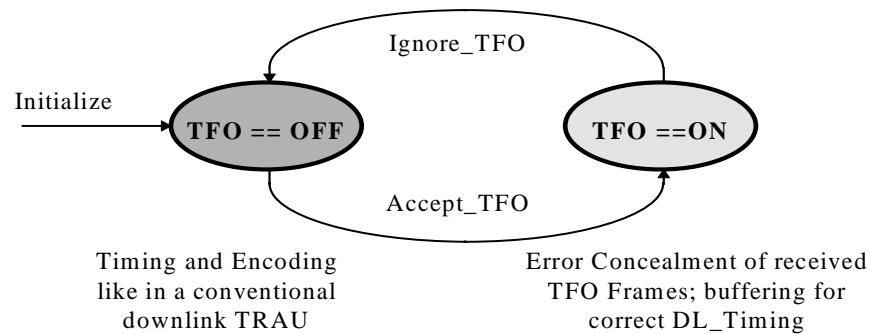 Ignore_TFO
Initialize
TFO == OFF
TFO ==ON
Accept_TFO
Timing and Encoding
like in a conventional
downlink TRAU
Error Concealment of received
TFO Frames; buffering for
correct DL_Timing